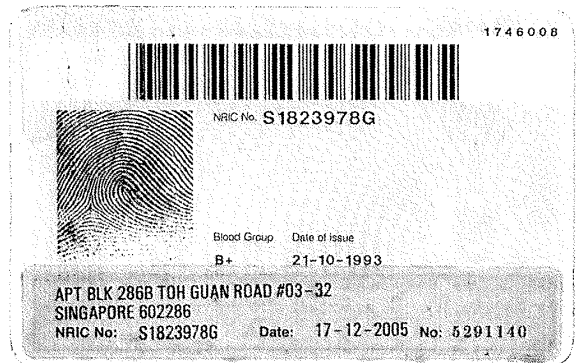 1746008
NRIC No. S1823978G
Blood Group Date of issue
B+ 21-10-1993
APT BLK 286B TOH GUAN ROAD #03-32
SINGAPORE 602286
NRIC No: S1823978G Date: 17-12-2005 No: 5291140